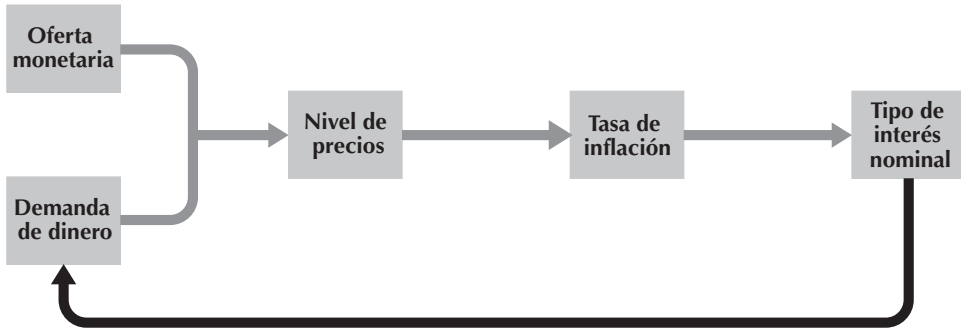 Oferta
monetaria
Demanda
de dinero
Nivel de
precios
Tasa de
inflación
Tipo de
interés
nominal